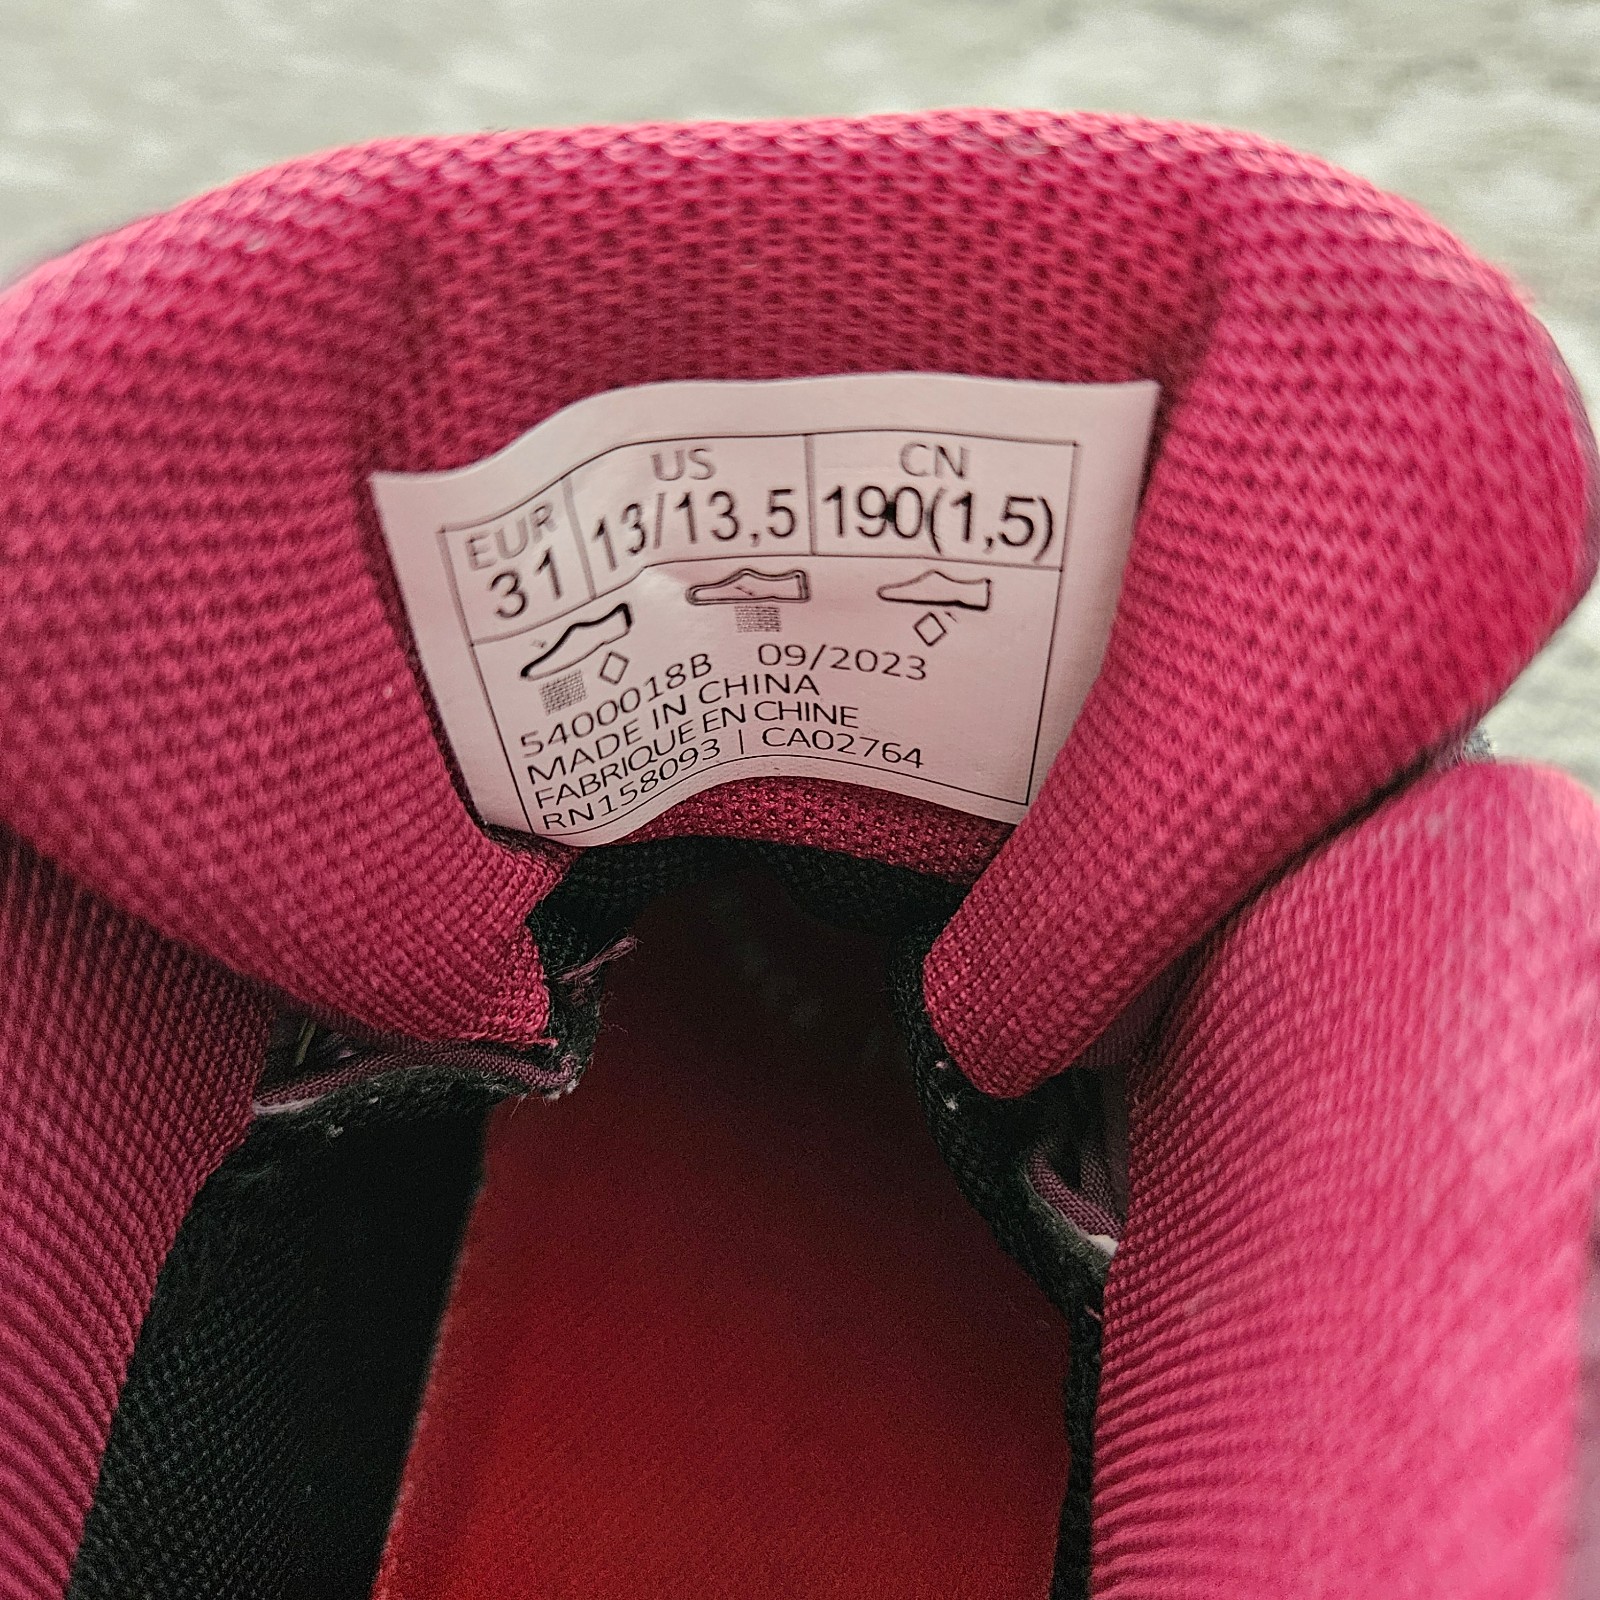 EUR US CN
31 13/13,5 190(1,5)
5400018B 09/2023
MADE IN CHINA
FABRIQUE EN CHINE
RN158093 | CA02764